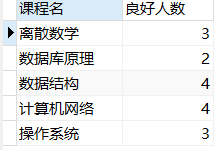 课程名 良好人数
离散数学 3
数据库原理 2
数据结构 4
计算机网络 4
操作系统 3